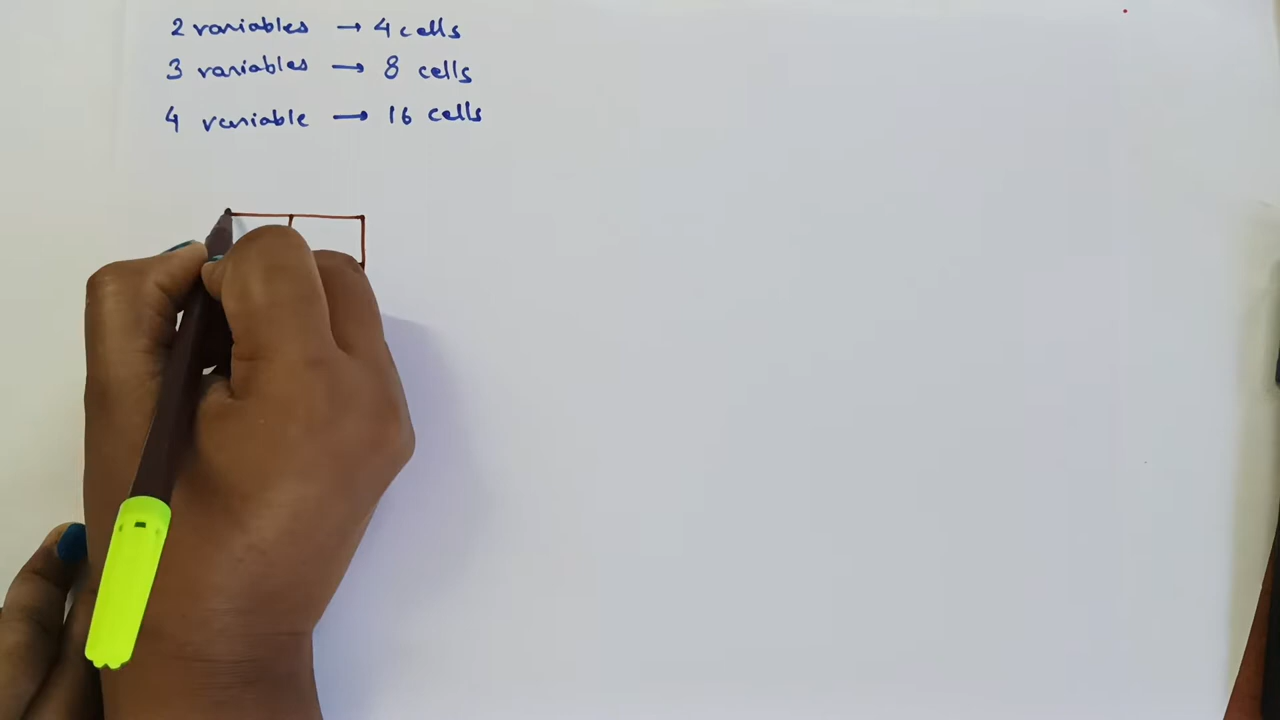 2 variables → 4 cells
3 variables → 8 cells
4 variable → 16 cells